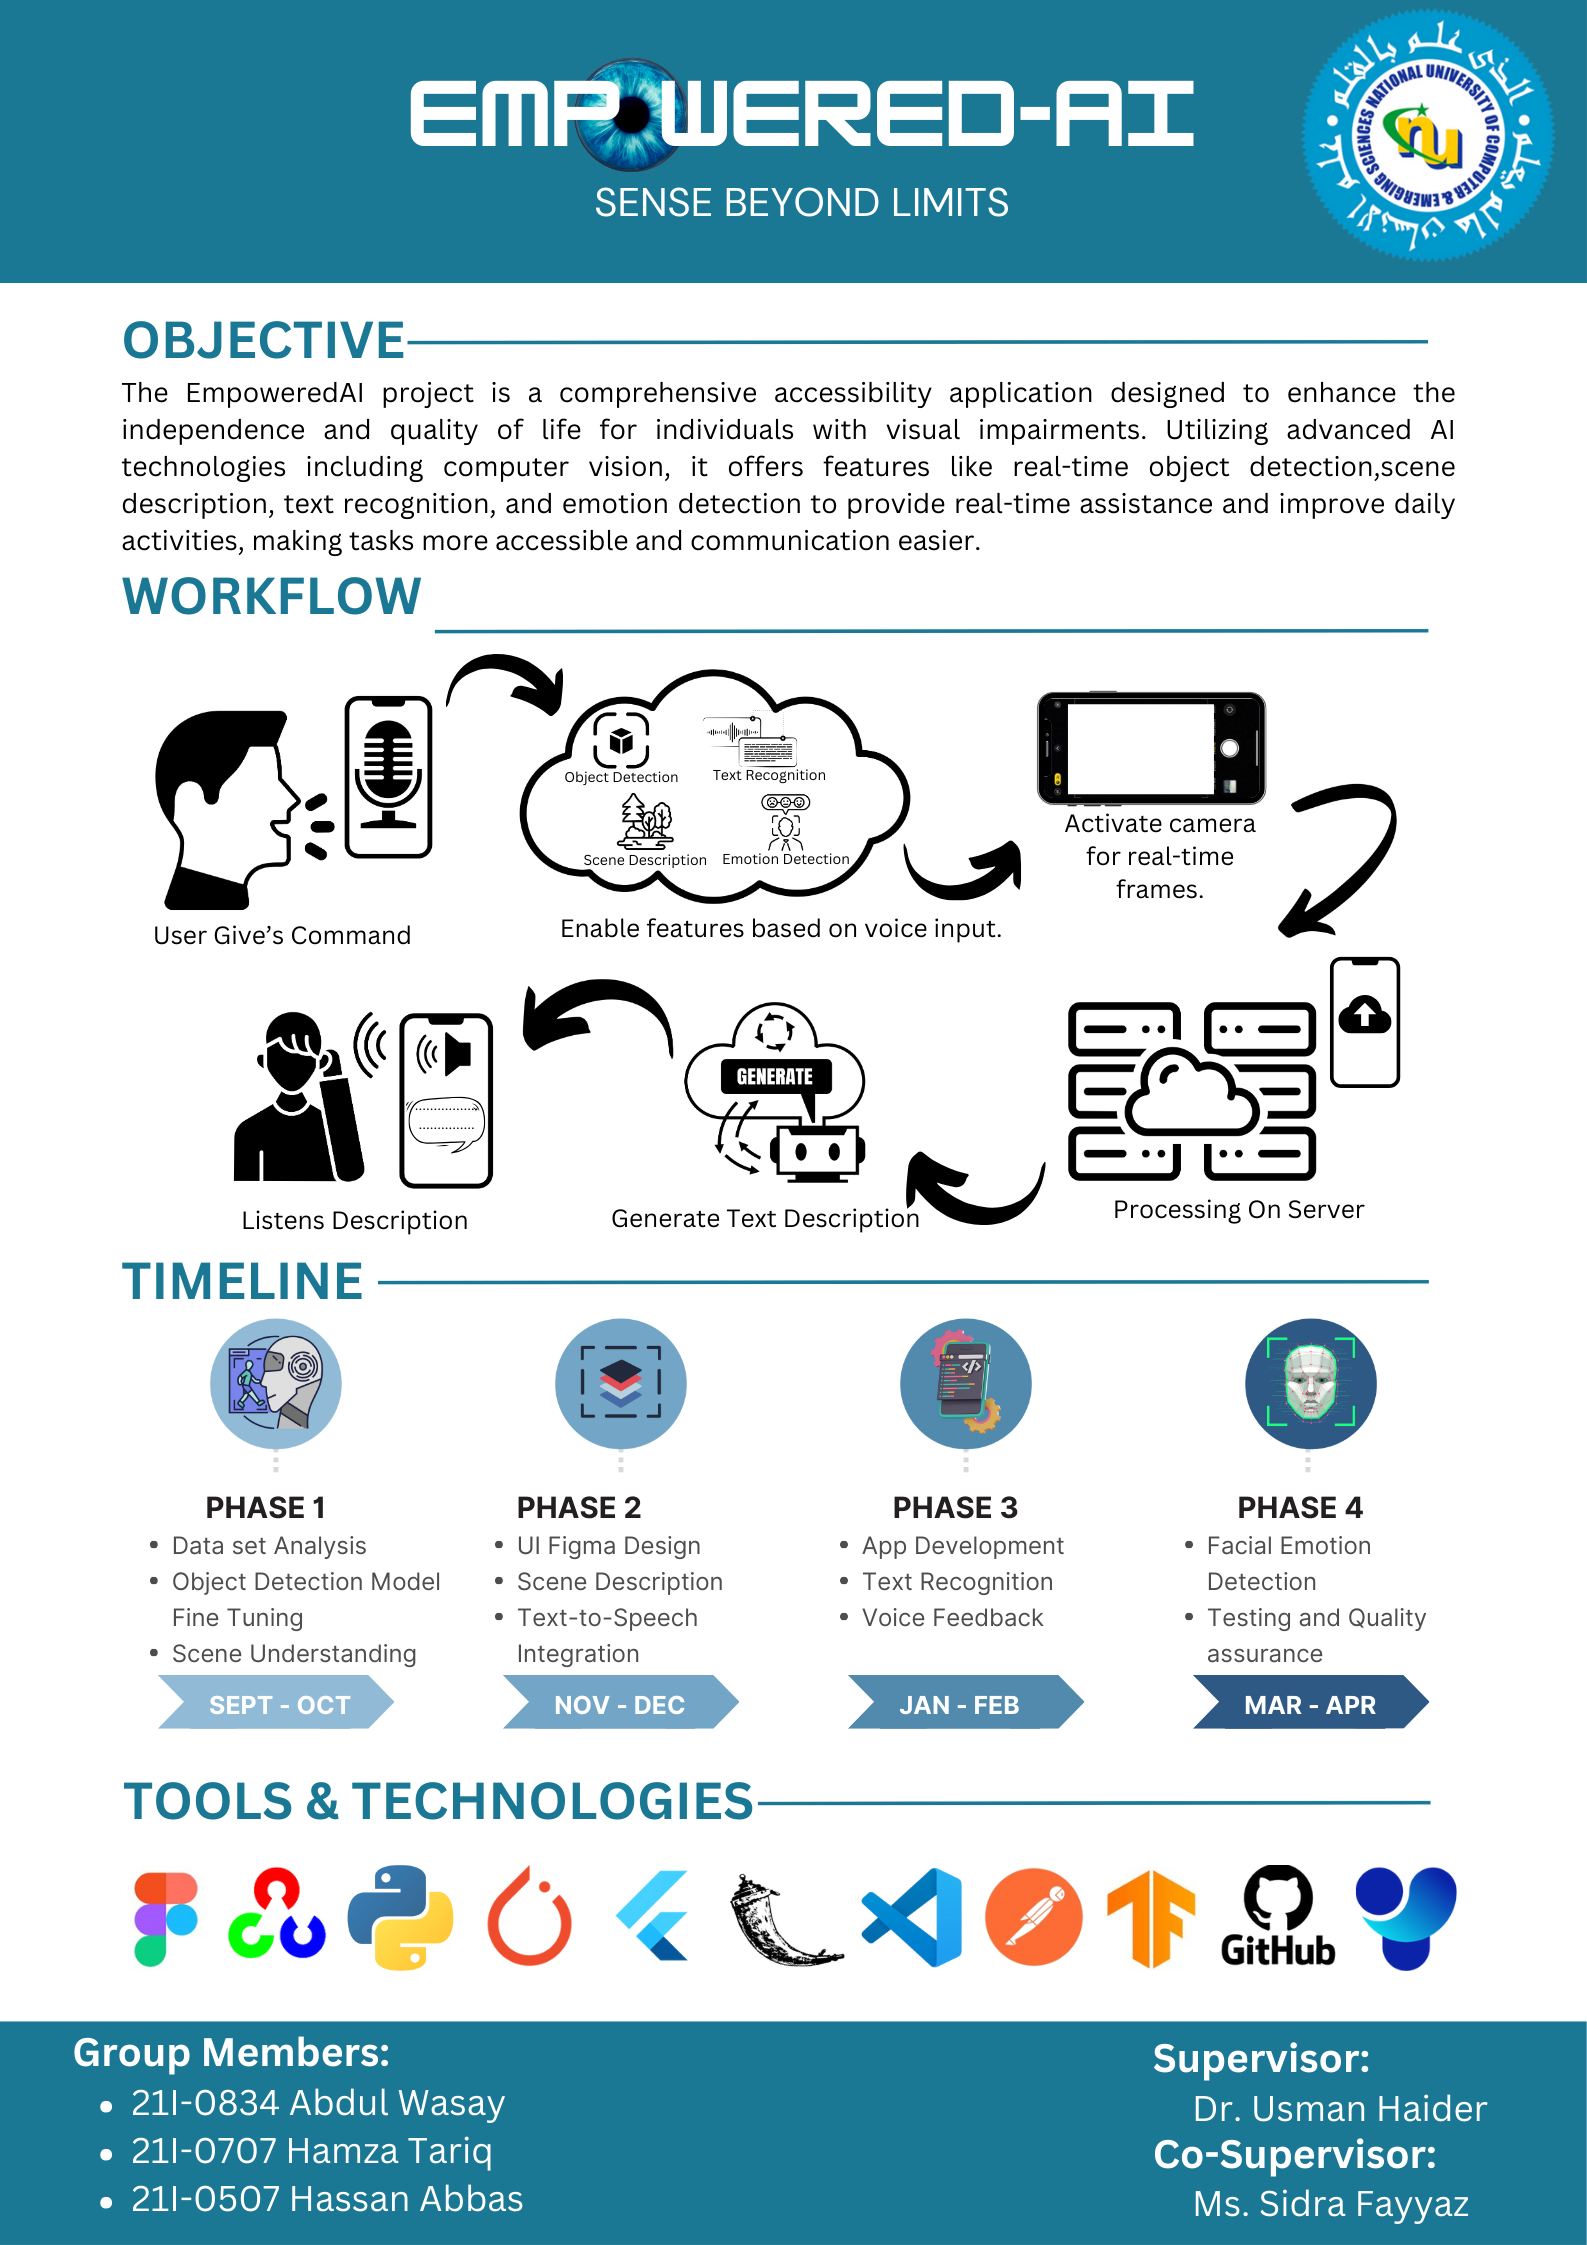 EMPOWERED-AI
SENSE BEYOND LIMITS
NATIONAL UNIVERSITY OF COMPUTER & EMERGING SCIENCES
nu
OBJECTIVE
The EmpoweredAI project is a comprehensive accessibility application designed to enhance the
independence and quality of life for individuals with visual impairments. Utilizing advanced AI
technologies including computer vision, it offers features like real-time object detection,scene
description, text recognition, and emotion detection to provide real-time assistance and improve daily
activities, making tasks more accessible and communication easier.
WORKFLOW
Object Detection
Text Recognition
Scene Description
Emotion Detection
User Give’s Command
Enable features based on voice input.
Activate camera
for real-time
frames.
GENERATE
Listens Description
Generate Text Description
Processing On Server
TIMELINE
PHASE 1
• Data set Analysis
• Object Detection Model
Fine Tuning
• Scene Understanding
SEPT - OCT
PHASE 2
• UI Figma Design
• Scene Description
• Text-to-Speech
Integration
NOV - DEC
PHASE 3
• App Development
• Text Recognition
• Voice Feedback
JAN - FEB
PHASE 4
• Facial Emotion
Detection
• Testing and Quality
assurance
MAR - APR
TOOLS & TECHNOLOGIES
GitHub
Group Members:
• 21I-0834 Abdul Wasay
• 21I-0707 Hamza Tariq
• 21I-0507 Hassan Abbas
Supervisor:
Dr. Usman Haider
Co-Supervisor:
Ms. Sidra Fayyaz